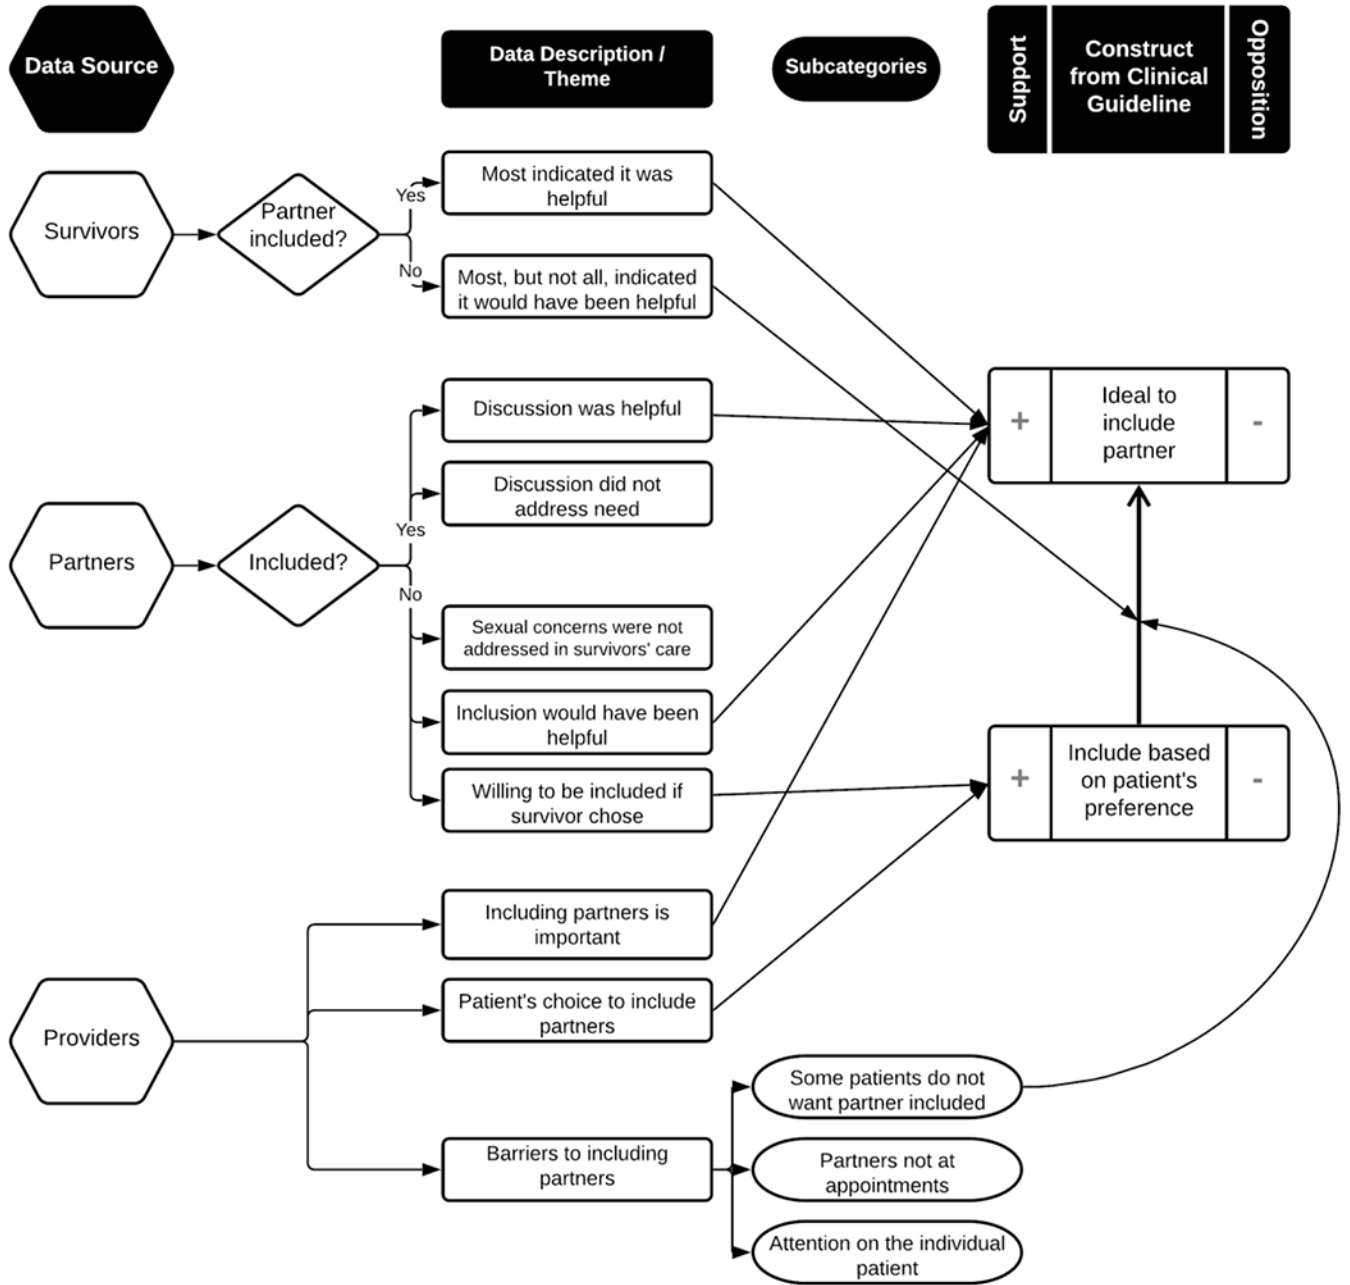 Data Source
Data Description /
Theme
Subcategories
Support
Construct
from Clinical
Guideline
Opposition
Survivors
Partner
included?
Yes
No
Most indicated it was
helpful
Most, but not all, indicated
it would have been helpful
Partners
Included?
Yes
No
Discussion was helpful
Discussion did not
address need
Sexual concerns were not
addressed in survivors' care
Inclusion would have been
helpful
Willing to be included if
survivor chose
+
Ideal to
include
partner
-
+
Include based
on patient's
preference
-
Providers
Including partners is
important
Patient's choice to include
partners
Barriers to including
partners
Some patients do not
want partner included
Partners not at
appointments
Attention on the individual
patient